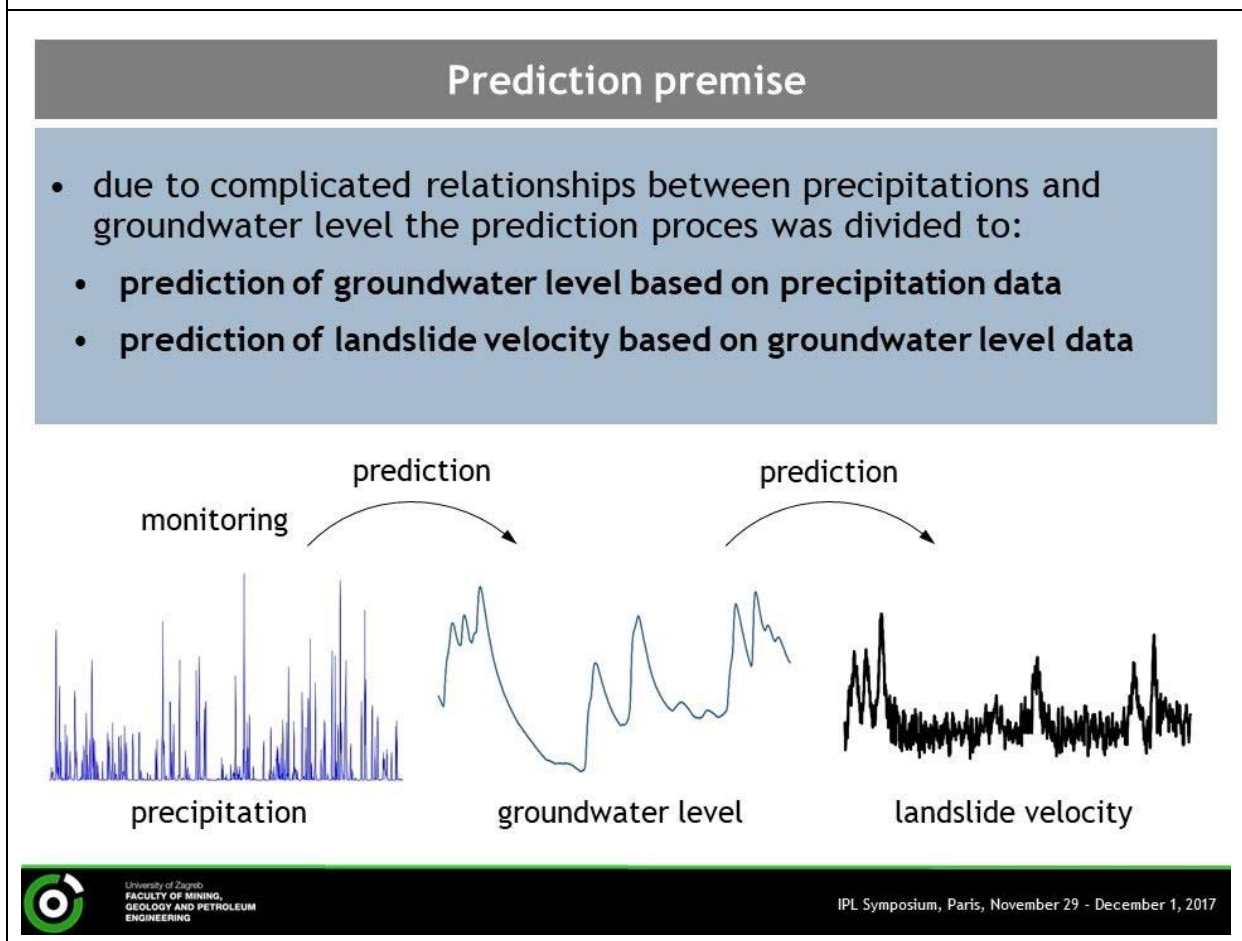 Prediction premise
• due to complicated relationships between precipitations and
groundwater level the prediction proces was divided to:
• prediction of groundwater level based on precipitation data
• prediction of landslide velocity based on groundwater level data
prediction
prediction
monitoring
precipitation
groundwater level
landslide velocity
University of Zagreb
FACULTY OF MINING,
GEOLOGY AND PETROLEUM
ENGINEERING
IPL Symposium, Paris, November 29 - December 1, 2017